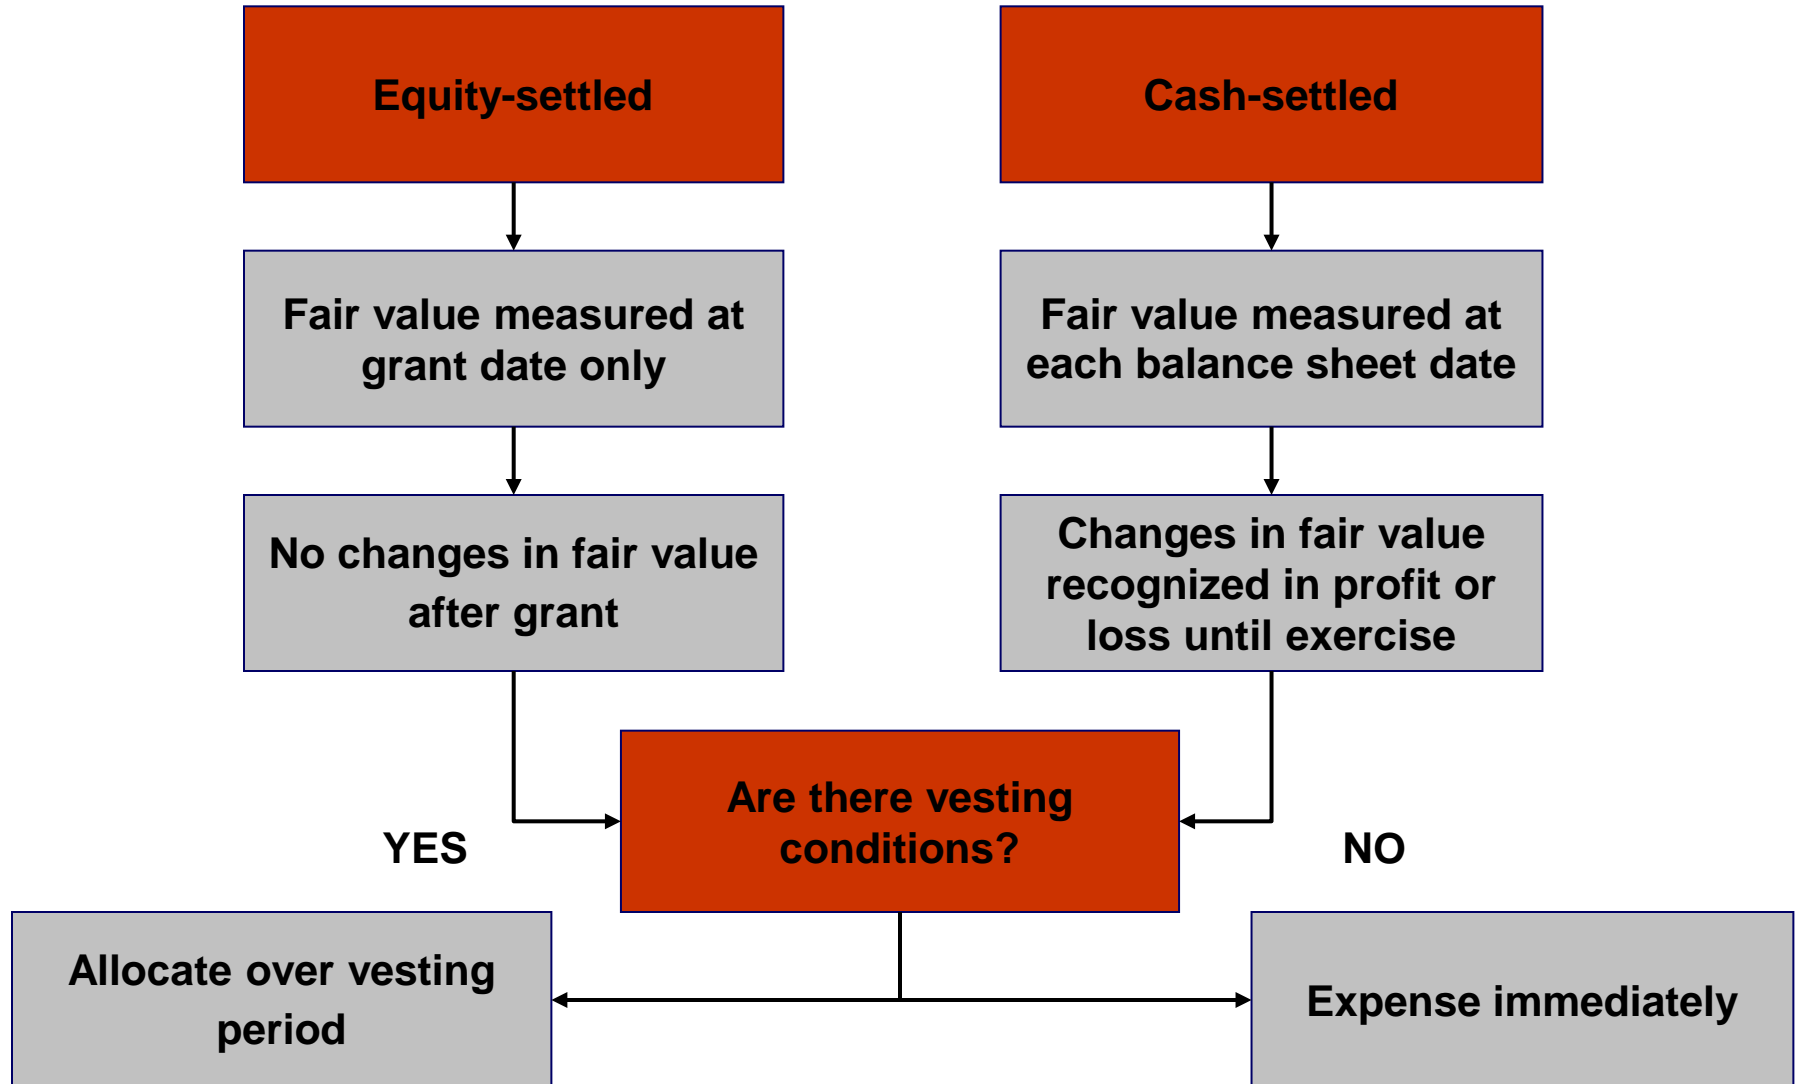 Equity-settled
Cash-settled
Fair value measured at
grant date only
Fair value measured at
each balance sheet date
No changes in fair value
after grant
Changes in fair value
recognized in profit or
loss until exercise
Are there vesting
conditions?
YES
NO
Allocate over vesting
period
Expense immediately